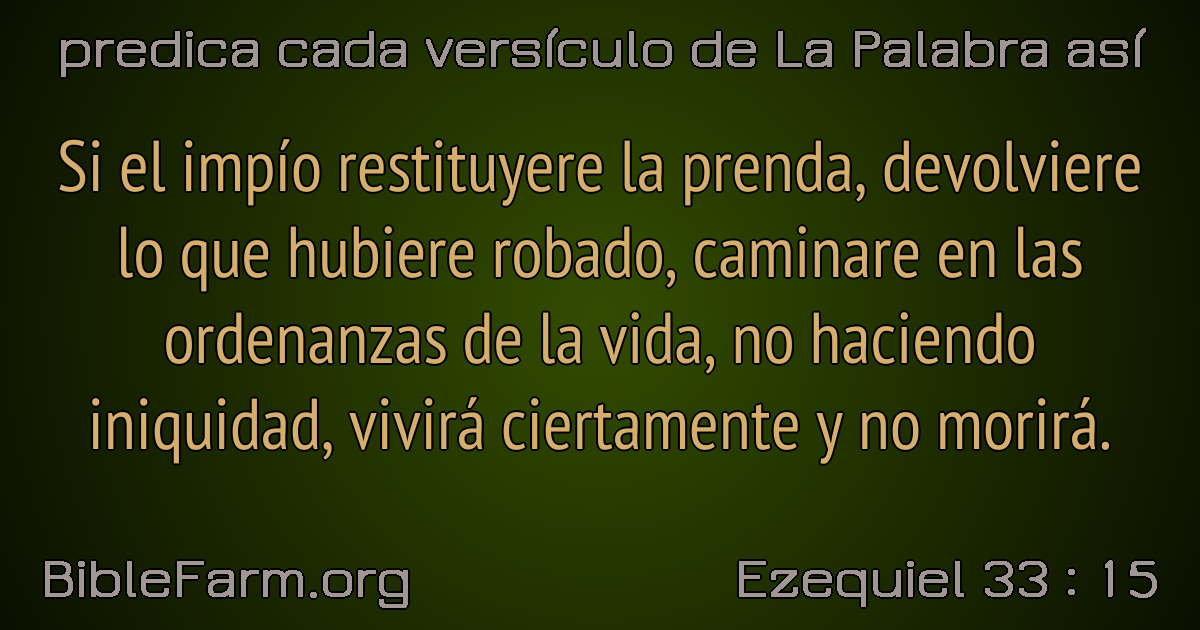 predica cada versículo de La Palabra así
Si el impío restituyere la prenda, devolviere
lo que hubiere robado, caminare en las
ordenanzas de la vida, no haciendo
iniquidad, vivirá ciertamente y no morirá.
BibleFarm.org
Ezequiel 33 : 15